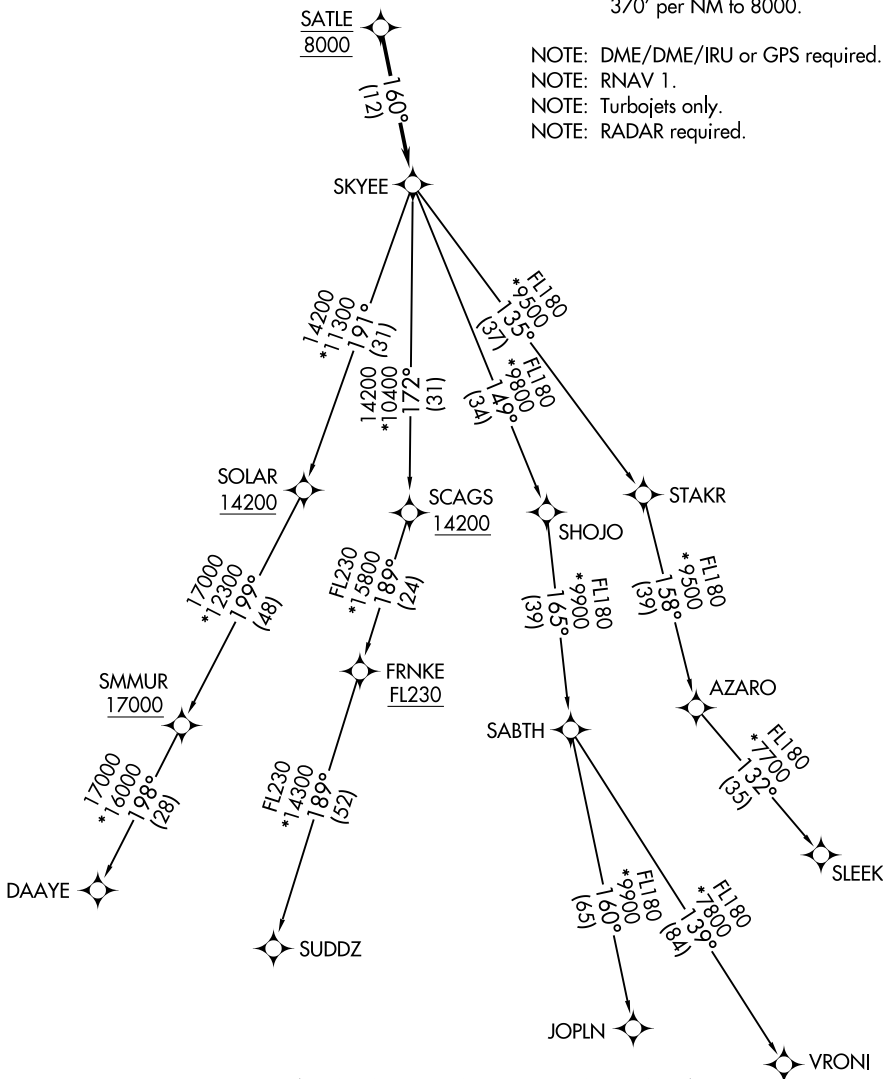 370' per NM to 8000.
SATLE
8000
NOTE: DME/DME/IRU or GPS required.
NOTE: RNAV 1.
NOTE: Turbojets only.
NOTE: RADAR required.
160°
(12)
SKYEE
14200
*11300
191°
(31)
14200
*10400
172°
(31)
FL180
*9800
149°
(34)
FL180
*9500
135°
(37)
SOLAR
14200
SCAGS
14200
SHOJO
STAKR
17000
*12300
199°
(48)
FL230
*15800
189°
(24)
FL180
*9900
165°
(39)
FL180
*9500
158°
(39)
SMMUR
17000
FRNKE
FL230
SABTH
AZARO
17000
*16000
198°
(28)
FL230
*14300
189°
(52)
FL180
*7700
132°
(35)
DAAYE
SUDDZ
SLEEK
FL180
*9900
160°
(65)
FL180
*7800
139°
(84)
JOPLN
VRONI